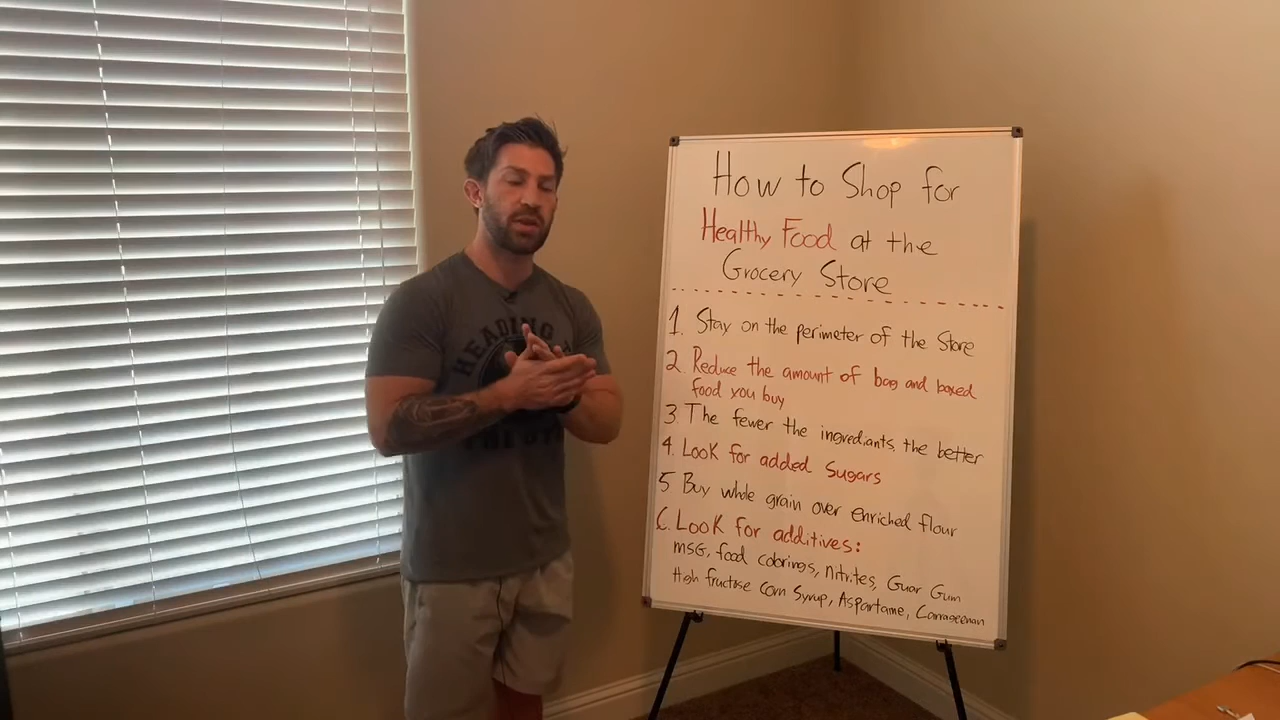 How to Shop for
Healthy Food at the
Grocery Store
1. Stay on the perimeter of the Store
2. Reduce the amount of bag and boxed
food you buy
3. The fewer the ingrediants, the better
4. Look for added Sugars
5 Buy whole grain over enriched flour
6. Look for additives:
MSG, food colorings, nitrites, Guar Gum
High fructose Corn Syrup, Aspartame, Carrageenan
HEADING